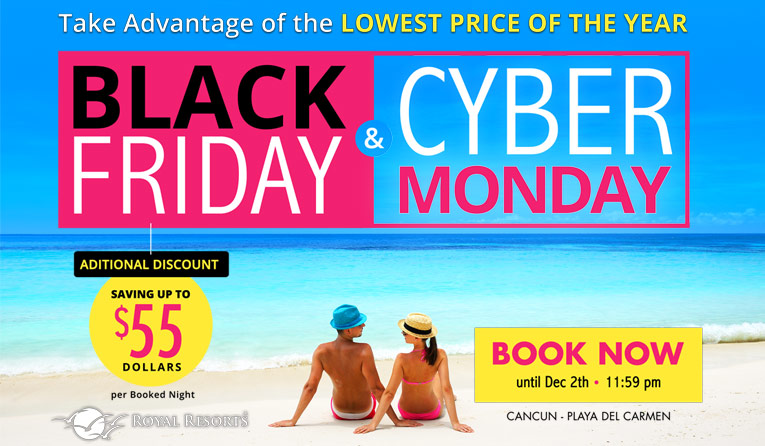 Take Advantage of the LOWEST PRICE OF THE YEAR
BLACK
FRIDAY
&
CYBER
MONDAY
ADITIONAL DISCOUNT
SAVING UP TO
$55
DOLLARS
per Booked Night
ROYAL RESORTS®
BOOK NOW
until Dec 2th • 11:59 pm
CANCUN - PLAYA DEL CARMEN